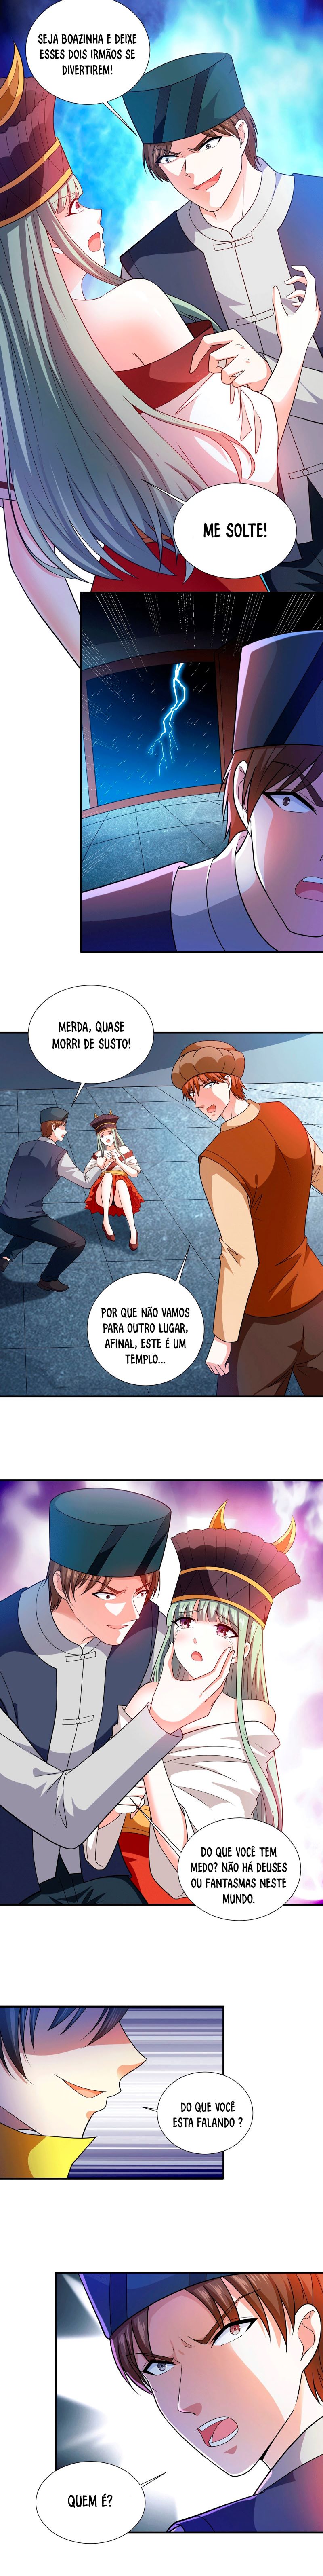 SEJA BOAZINHA E DEIXE
ESSES DOIS IRMÃOS SE
DIVERTIREM!
ME SOLTE!
MERDA, QUASE
MORRI DE SUSTO!
POR QUE NÃO VAMOS
PARA OUTRO LUGAR,
AFINAL, ESTE É UM
TEMPLO...
DO QUE VOCÊ TEM
MEDO? NÃO HÁ DEUSES
OU FANTASMAS NESTE
MUNDO.
DO QUE VOCÊ
ESTA FALANDO ?
QUEM É?